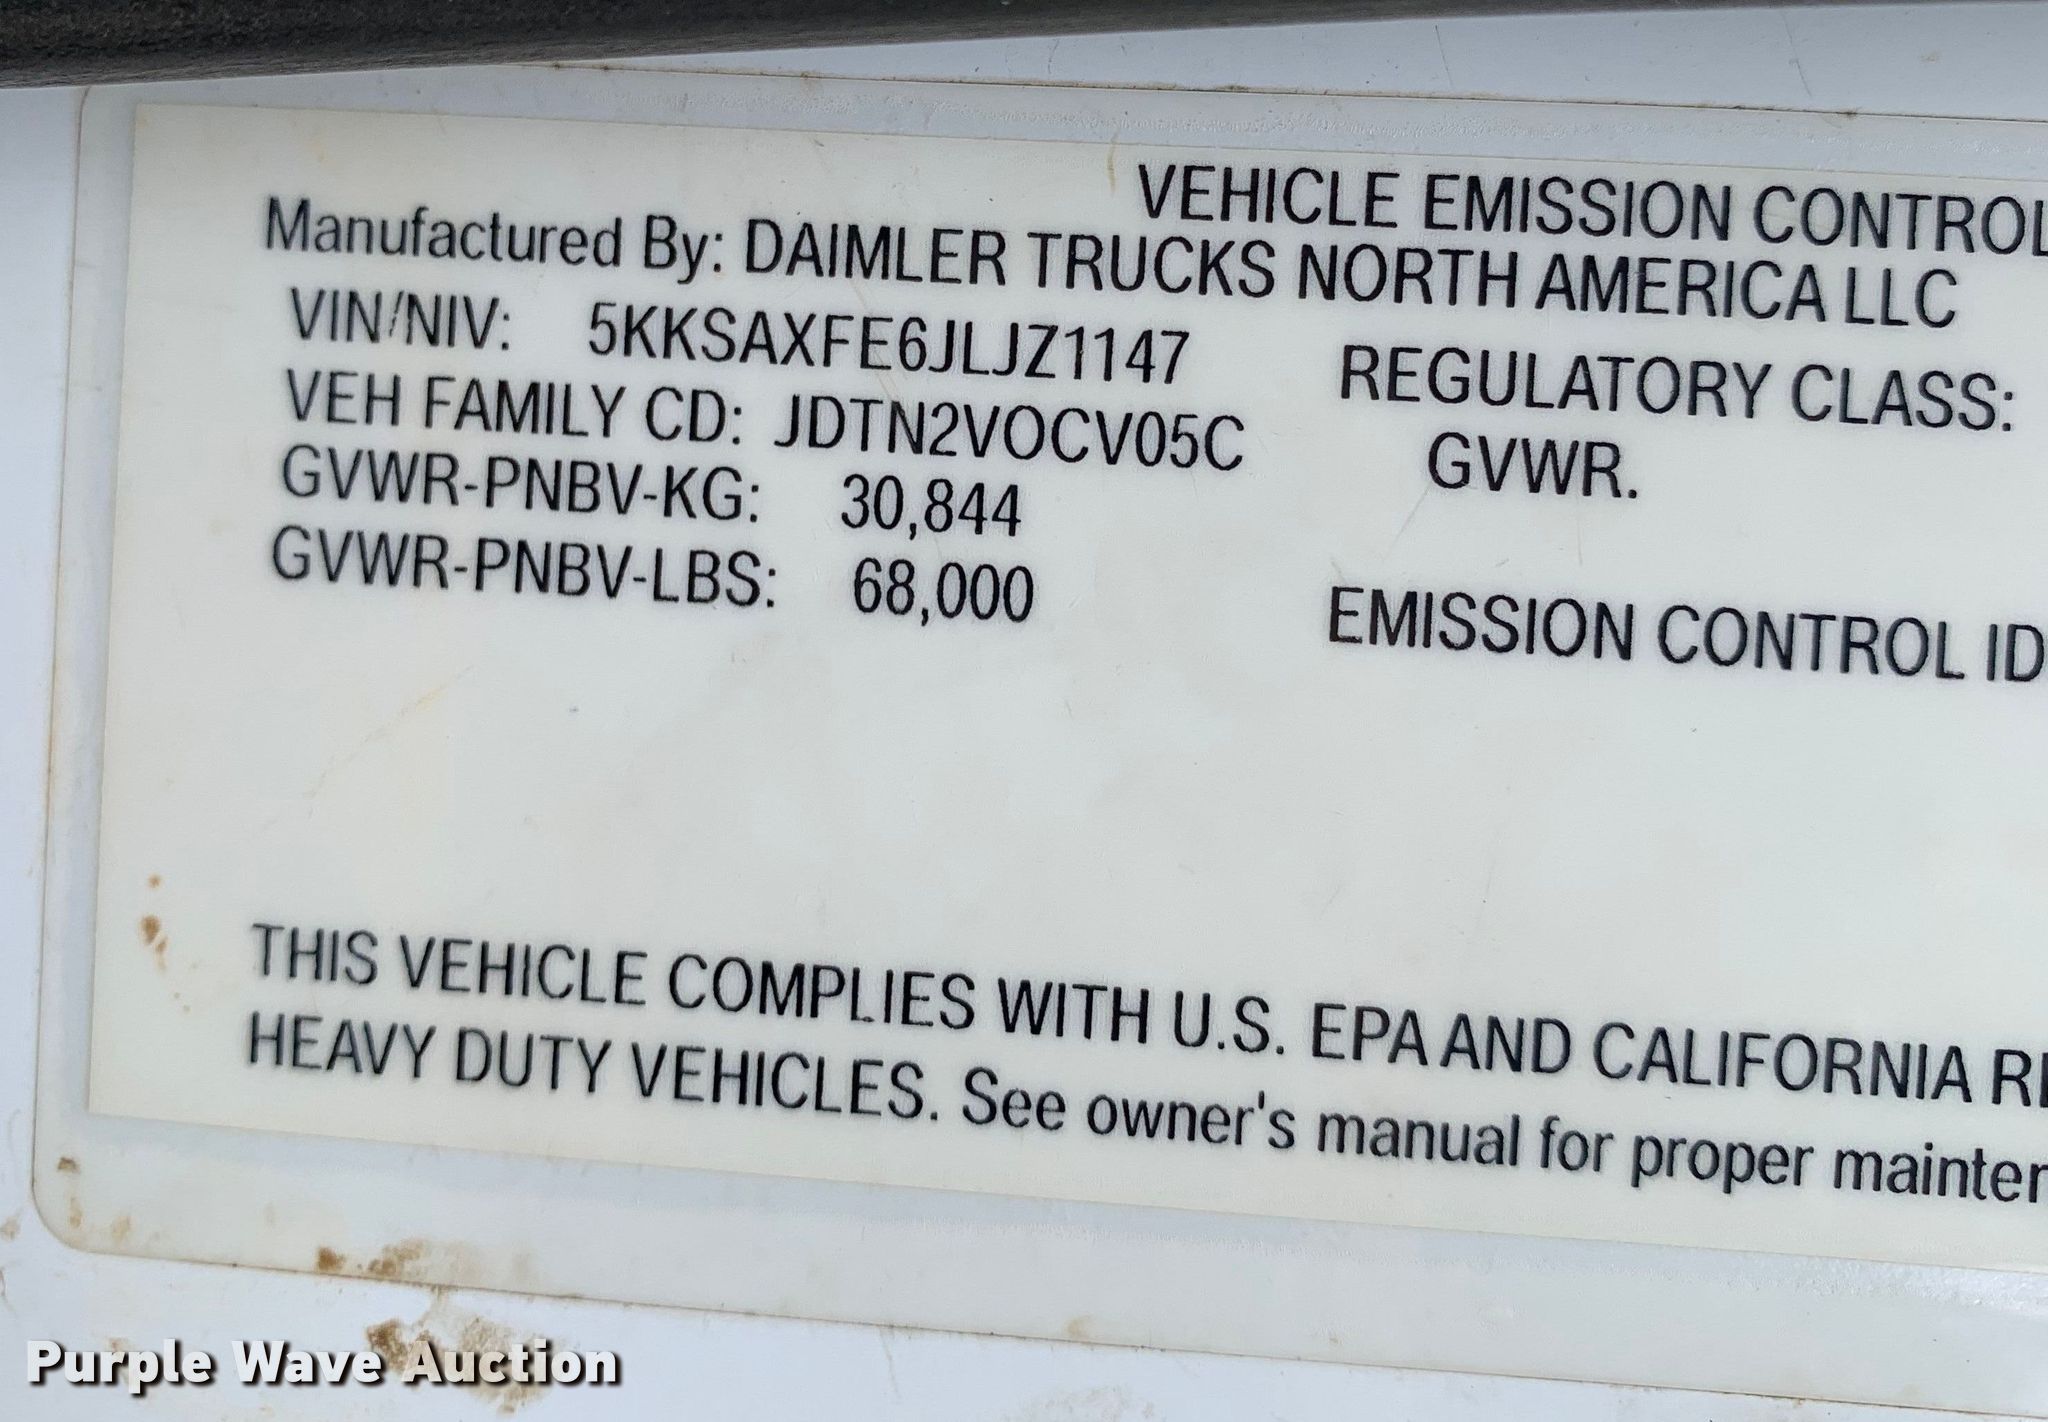 VEHICLE EMISSION CONTROL
Manufactured By: DAIMLER TRUCKS NORTH AMERICA LLC
VIN/NIV: 5KKSAXFE6JLJZ1147
REGULATORY CLASS:
VEH FAMILY CD: JDTN2VOCV05C
GVWR.
GVWR-PNBV-KG: 30,844
GVWR-PNBV-LBS: 68,000
EMISSION CONTROL ID
THIS VEHICLE COMPLIES WITH U.S. EPA AND CALIFORNIA
HEAVY DUTY VEHICLES. See owner's manual for proper mainten
Purple Wave Auction